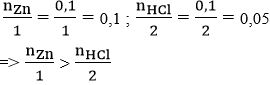 n_Zn/1 = 0,1/1 = 0,1 ; n_HCl/2 = 0,1/2 = 0,05
=> n_Zn/1 > n_HCl/2